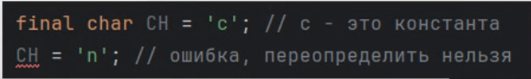 final char CH = 'c'; // с - это константа
CH = 'n'; // ошибка, переопределить нельзя